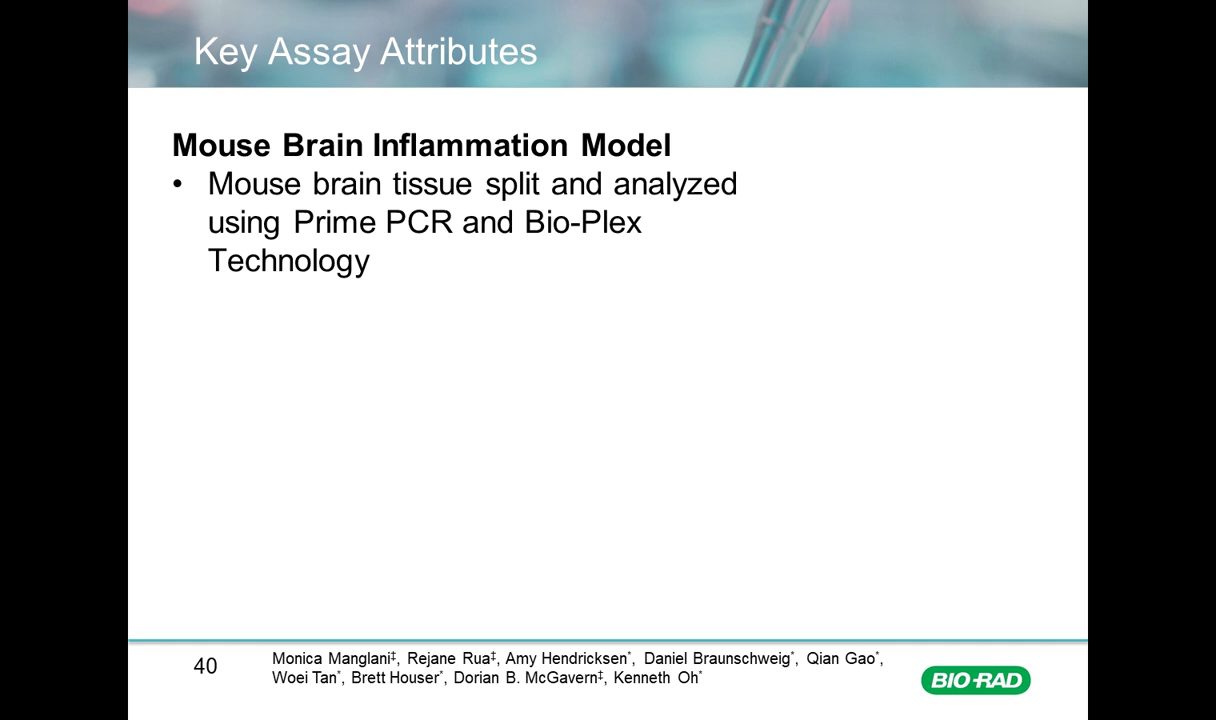 Key Assay Attributes
Mouse Brain Inflammation Model
• Mouse brain tissue split and analyzed
using Prime PCR and Bio-Plex
Technology
40
Monica Manglani‡, Rejane Rua‡, Amy Hendricksen*, Daniel Braunschweig*, Qian Gao*,
Woei Tan*, Brett Houser*, Dorian B. McGavern‡, Kenneth Oh*
BIO-RAD